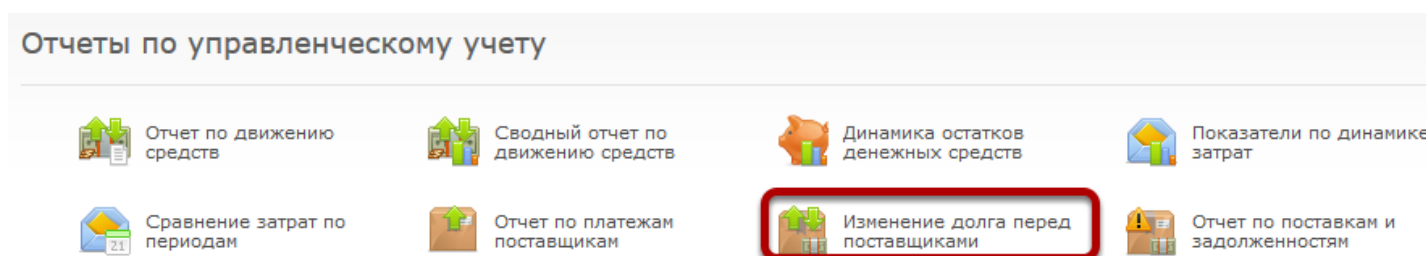 Отчеты по управленческому учету
Отчет по движению
средств
Сводный отчет по
движению средств
Динамика остатков
денежных средств
Показатели по динамике
затрат
Сравнение затрат по
периодам
21
Отчет по платежам
поставщикам
Изменение долга перед
поставщиками
Отчет по поставкам и
задолженностям